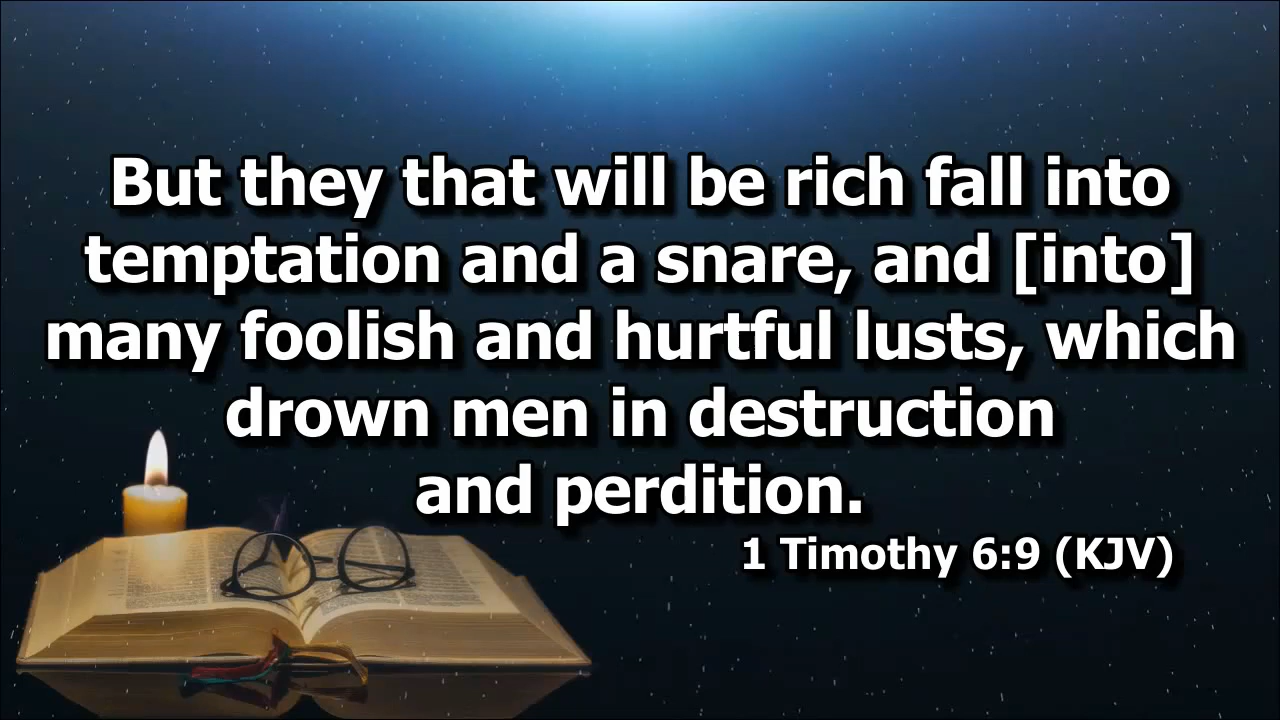 But they that will be rich fall into
temptation and a snare, and [into]
many foolish and hurtful lusts, which
drown men in destruction
and perdition.
1 Timothy 6:9 (KJV)